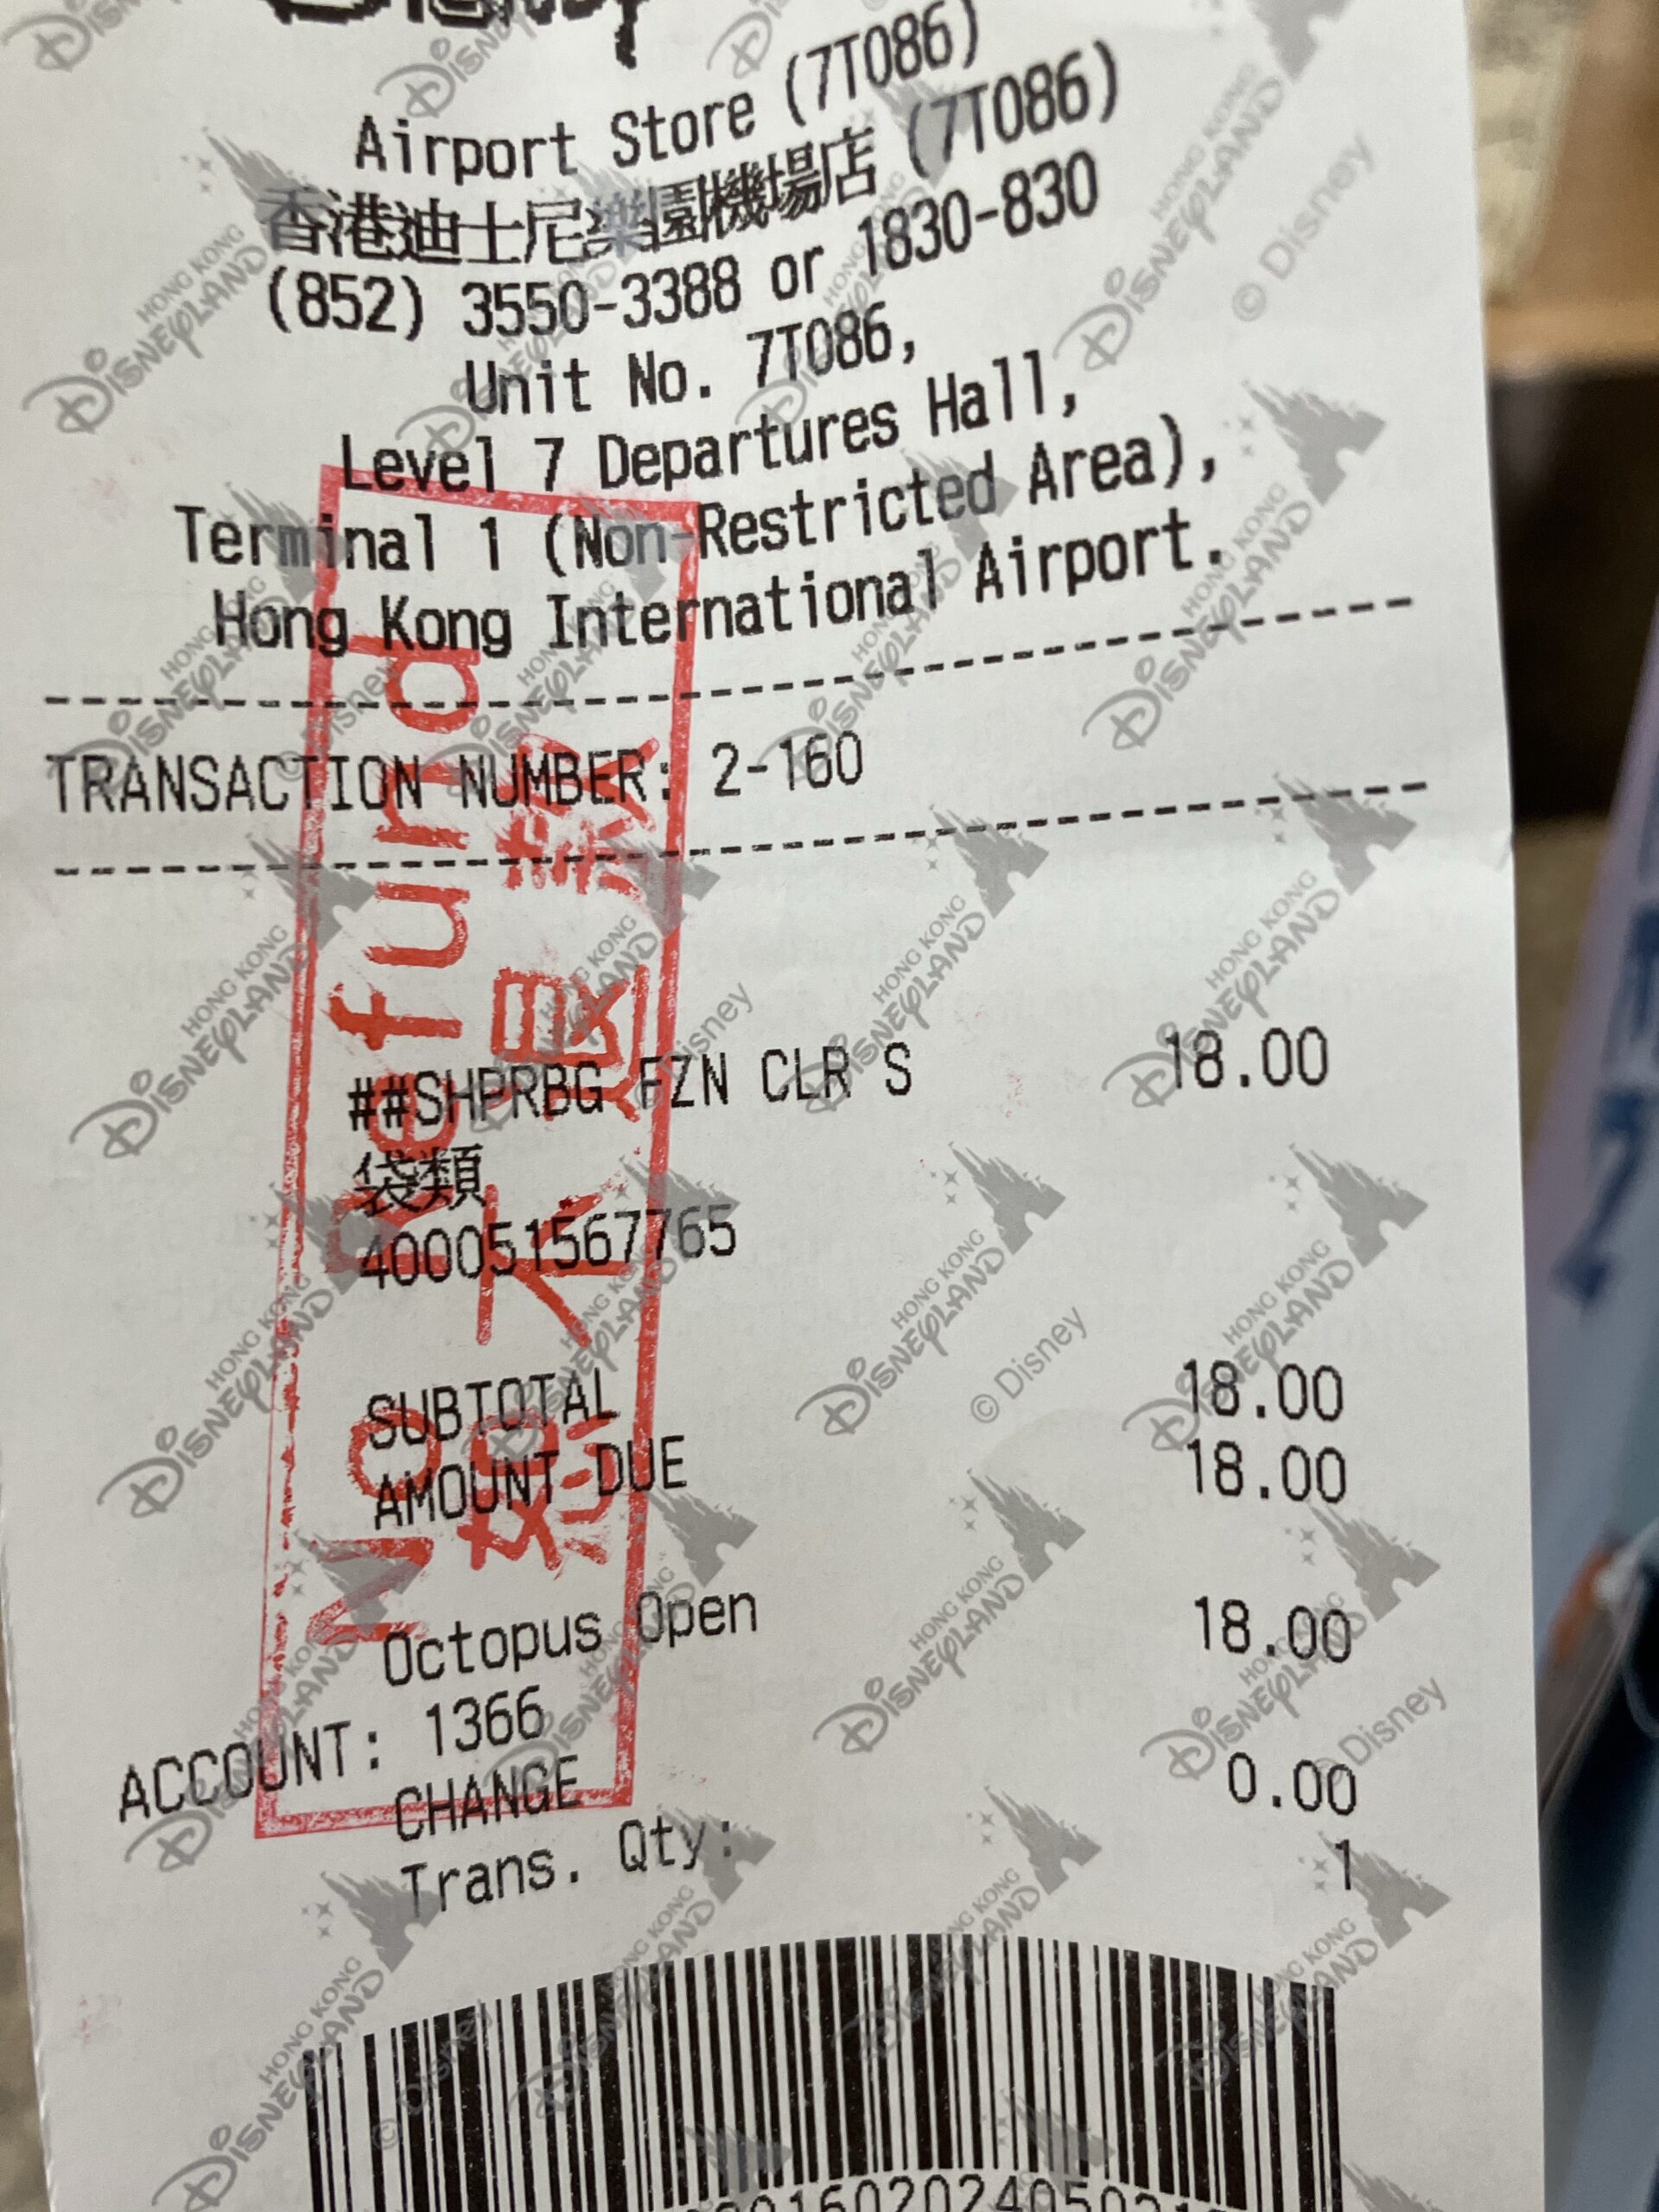 Airport Store (7T086)
香港迪士尼樂園機場店 (7T086)
(852) 3550-3388 or 1830-830
Unit No. 7T086,
Level 7 Departures Hall,
Terminal 1 (Non-Restricted Area),
Hong Kong International Airport.
TRANSACTION NUMBER: 2-160
##SHPRBG FZN CLR S 18.00
袋類
400051567765
SUBTOTAL 18.00
AMOUNT DUE 18.00
Octopus Open 18.00
ACCOUNT: 1366
CHANGE 0.00
Trans. Qty: 1
No Refund
恕不退款
HONG KONG
DISNEYLAND
© Disney